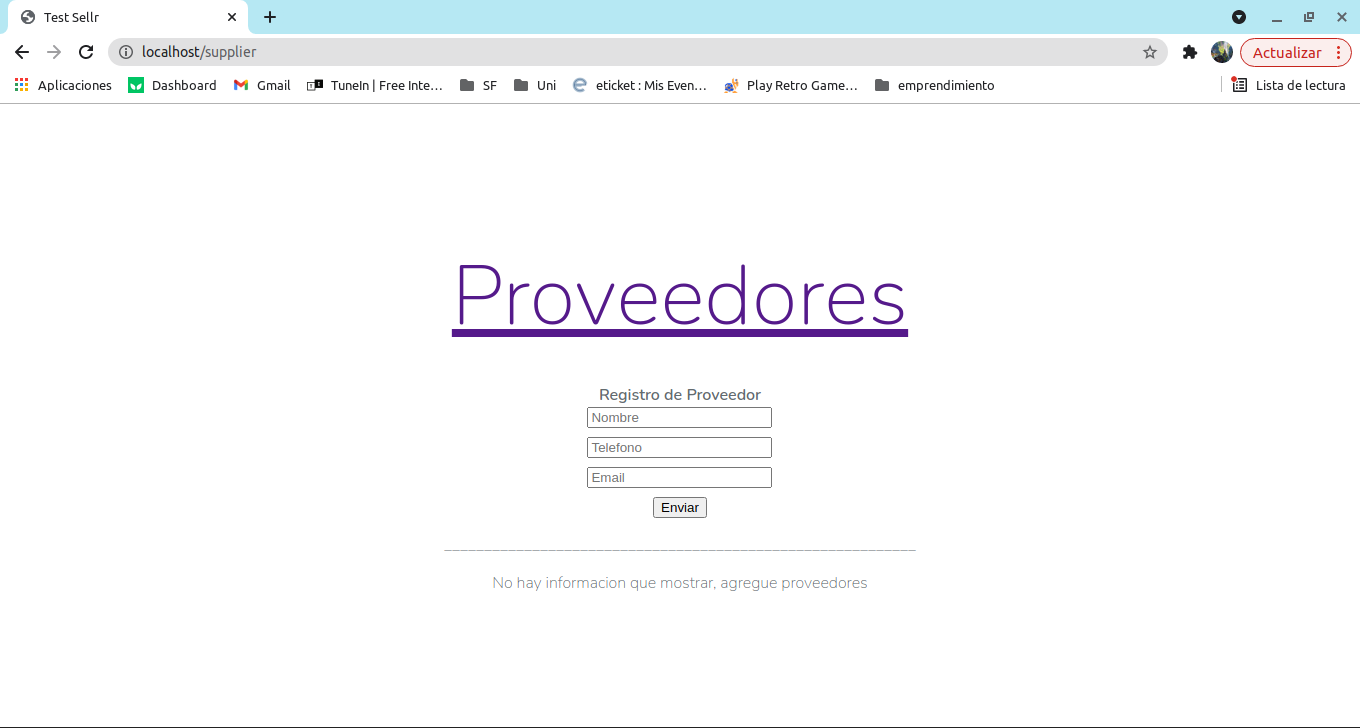 Test Sellr
localhost/supplier
Actualizar
Aplicaciones Dashboard Gmail TuneIn | Free Inte... SF Uni eticket : Mis Even... Play Retro Game... emprendimiento Lista de lectura
Proveedores
Registro de Proveedor
Nombre
Telefono
Email
Enviar
No hay informacion que mostrar, agregue proveedores